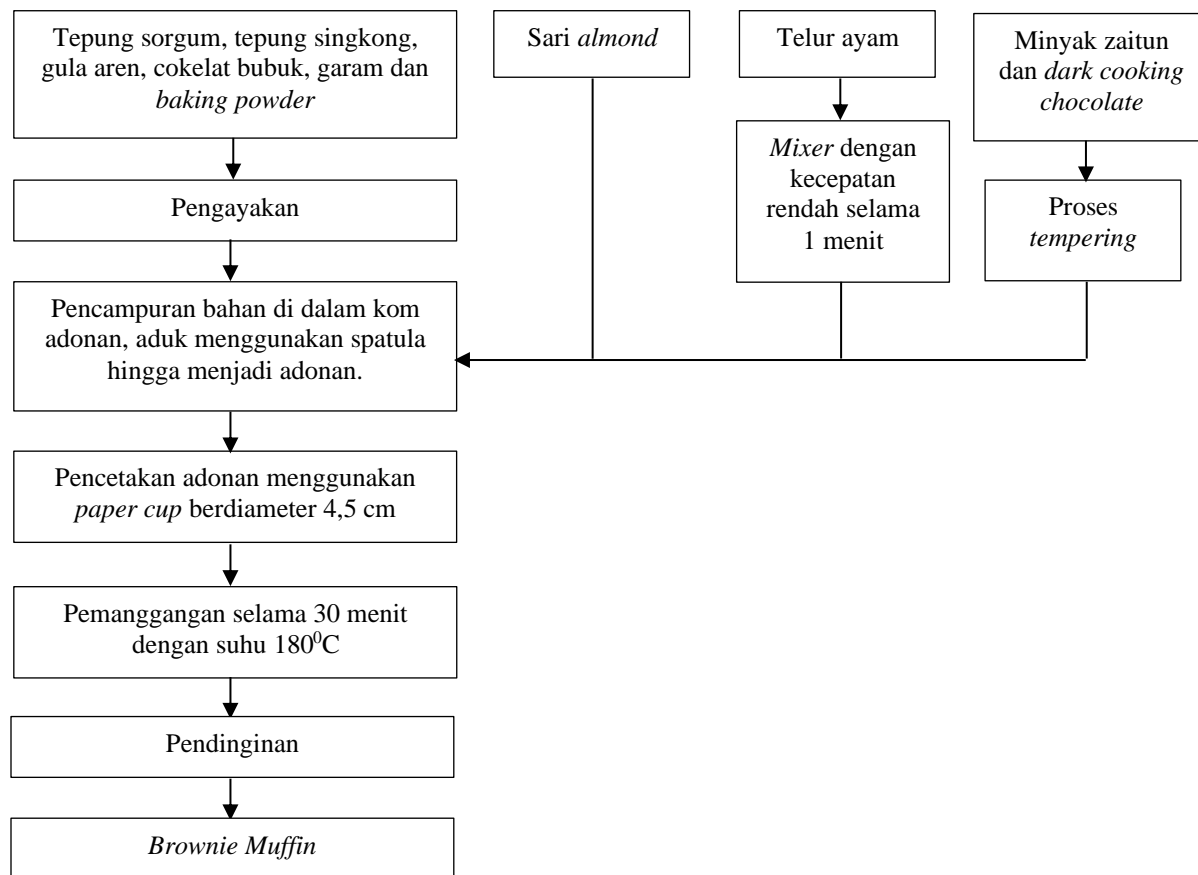 Tepung sorgum, tepung singkong,
gula aren, cokelat bubuk, garam dan
baking powder
Sari almond
Telur ayam
Minyak zaitun
dan dark cooking
chocolate
Mixer dengan
kecepatan
rendah selama
1 menit
Pengayakan
Proses
tempering
Pencampuran bahan di dalam kom
adonan, aduk menggunakan spatula
hingga menjadi adonan.
Pencetakan adonan menggunakan
paper cup berdiameter 4,5 cm
Pemanggangan selama 30 menit
dengan suhu 180⁰C
Pendinginan
Brownie Muffin